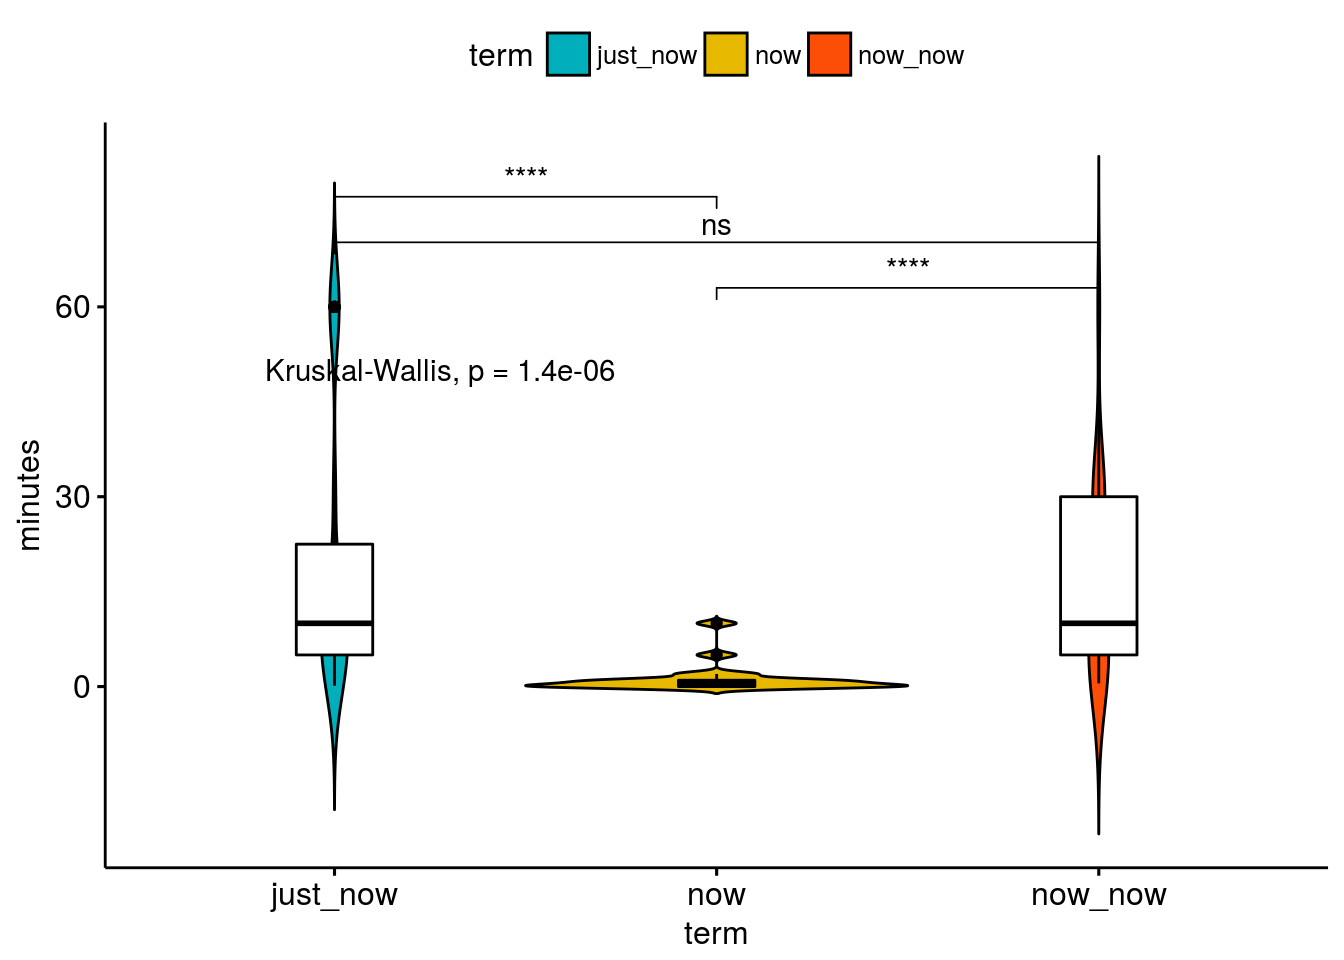 term just_now now now_now
****
ns
****
60
Kruskal-Wallis, p = 1.4e-06
minutes
30
0
just_now now now_now
term